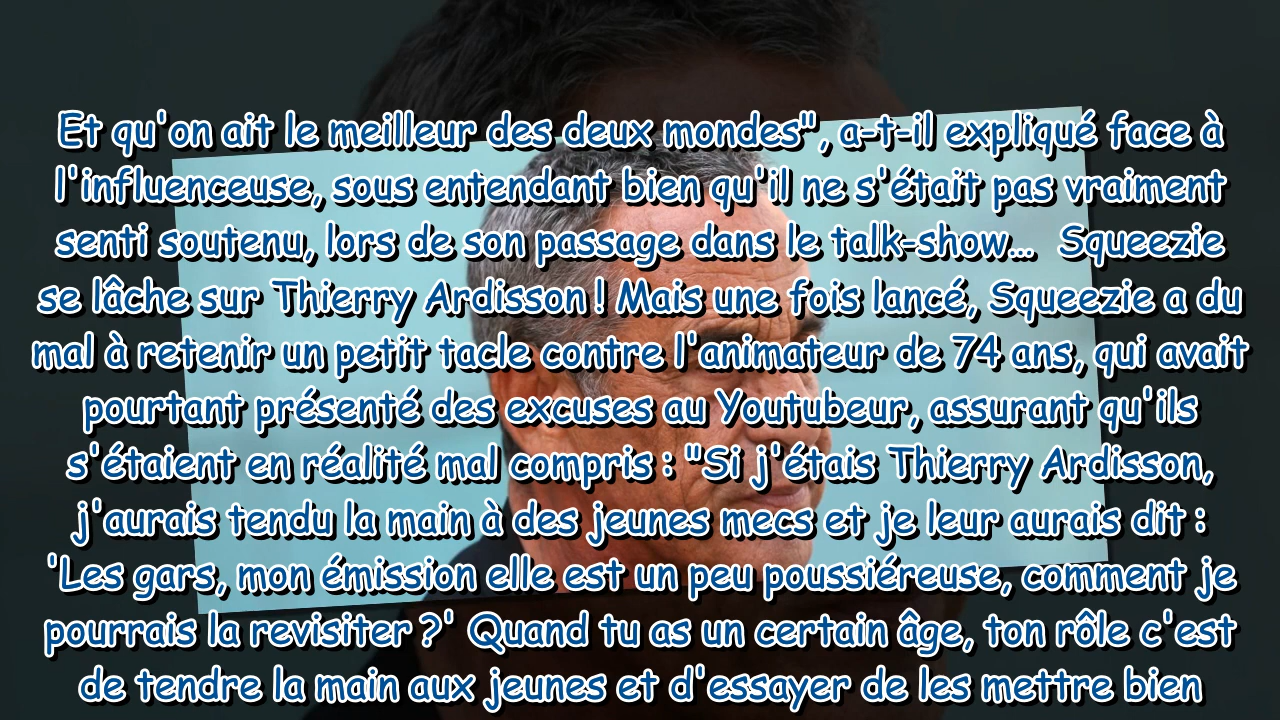 Et qu'on ait le meilleur des deux mondes", a-t-il expliqué face à
l'influenceuse, sous entendant bien qu'il ne s'était pas vraiment
senti soutenu, lors de son passage dans le talk-show... Squeezie
se lâche sur Thierry Ardisson ! Mais une fois lancé, Squeezie a du
mal à retenir un petit tacle contre l'animateur de 74 ans, qui avait
pourtant présenté des excuses au Youtubeur, assurant qu'ils
s'étaient en réalité mal compris : "Si j'étais Thierry Ardisson,
j'aurais tendu la main à des jeunes mecs et je leur aurais dit :
'Les gars, mon émission elle est un peu poussiéreuse, comment je
pourrais la revisiter ?' Quand tu as un certain âge, ton rôle c'est
de tendre la main aux jeunes et d'essayer de les mettre bien